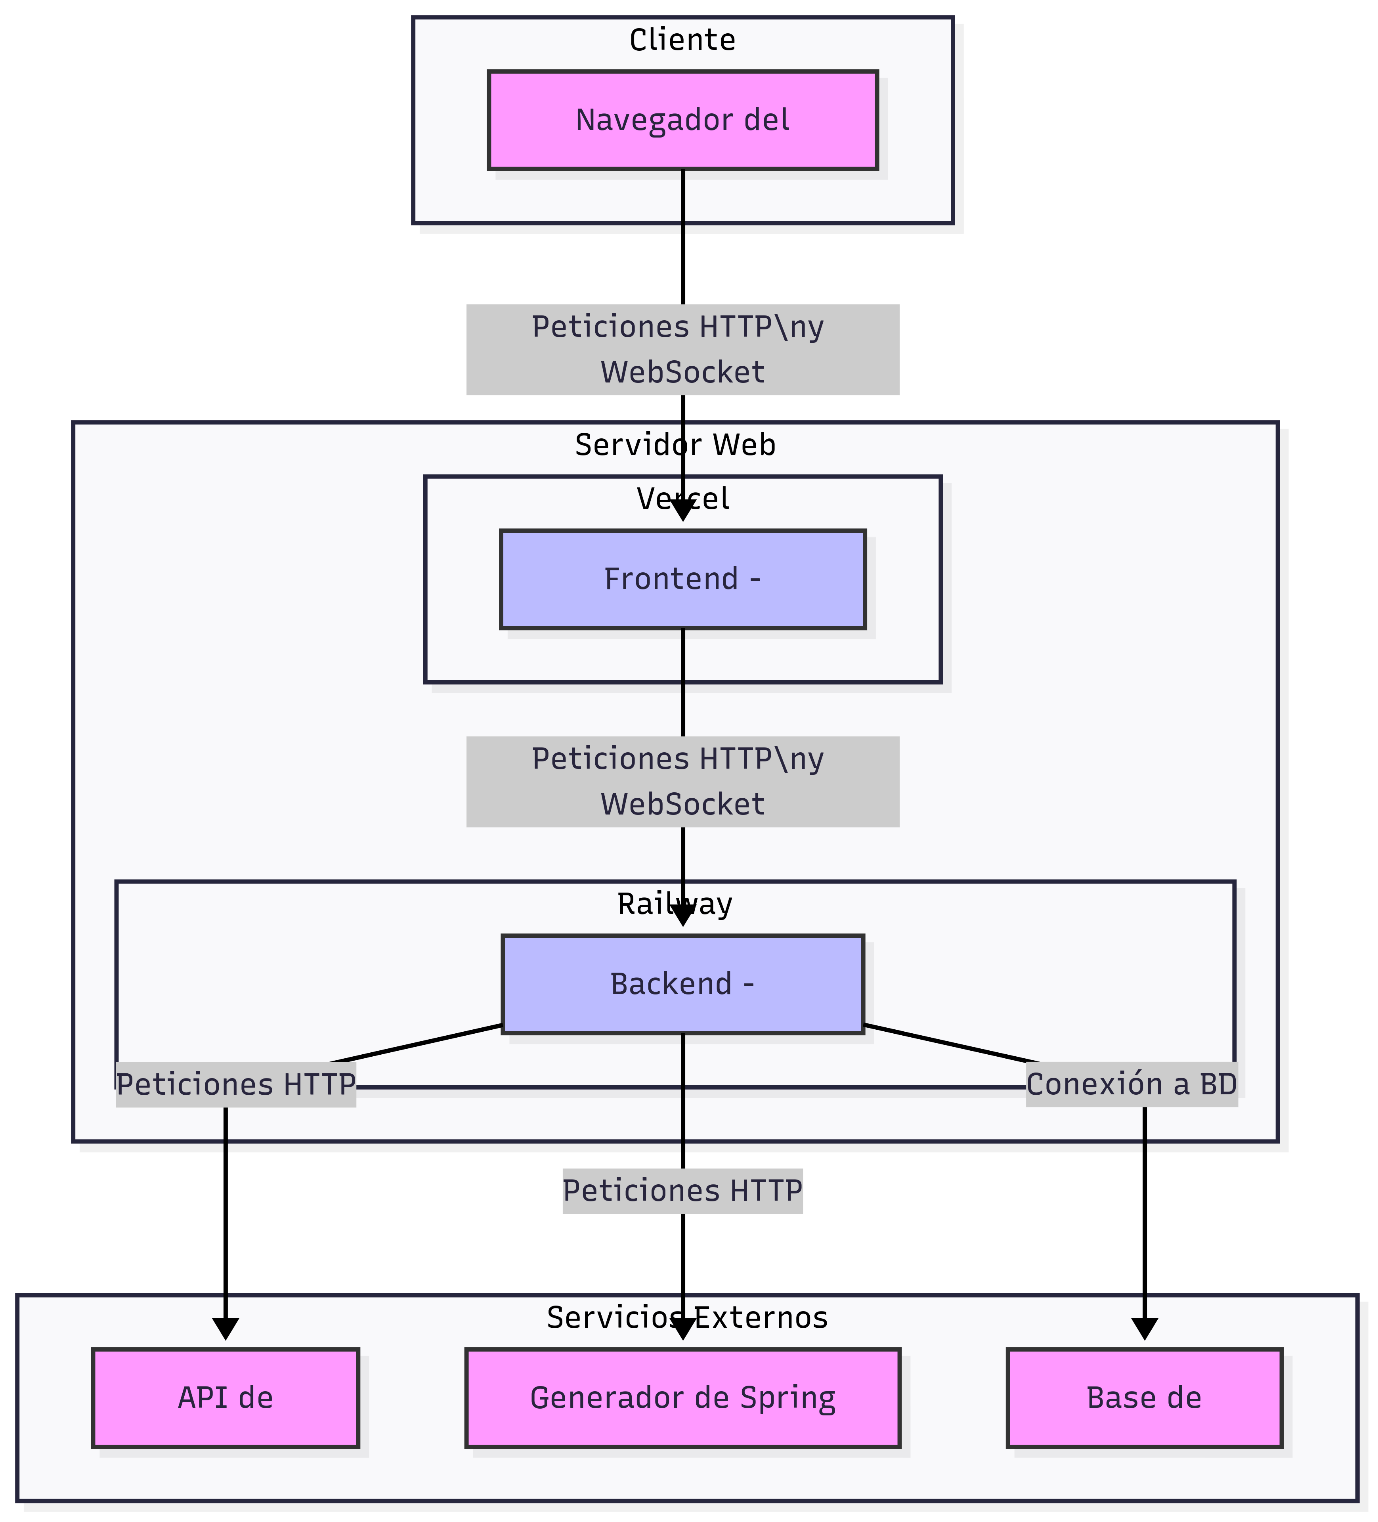 Cliente
Navegador del
Peticiones HTTP\ny
WebSocket
Servidor Web
Vercel
Frontend -
Peticiones HTTP\ny
WebSocket
Railway
Backend -
Peticiones HTTP
Conexión a BD
Peticiones HTTP
Servicios Externos
API de
Generador de Spring
Base de